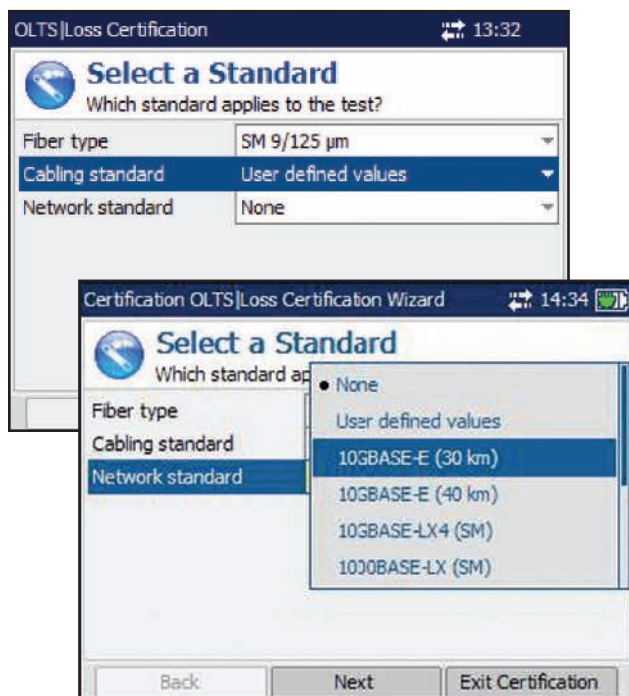 OLTS|Loss Certification 13:32
Select a Standard
Which standard applies to the test?
Fiber type SM 9/125 µm
Cabling standard User defined values
Network standard None
Certification OLTS|Loss Certification Wizard 14:34
Select a Standard
Which standard ap
Fiber type
Cabling standard
Network standard
None
User defined values
10GBASE-E (30 km)
10GBASE-E (40 km)
10GBASE-LX4 (SM)
1000BASE-LX (SM)
Back Next Exit Certification